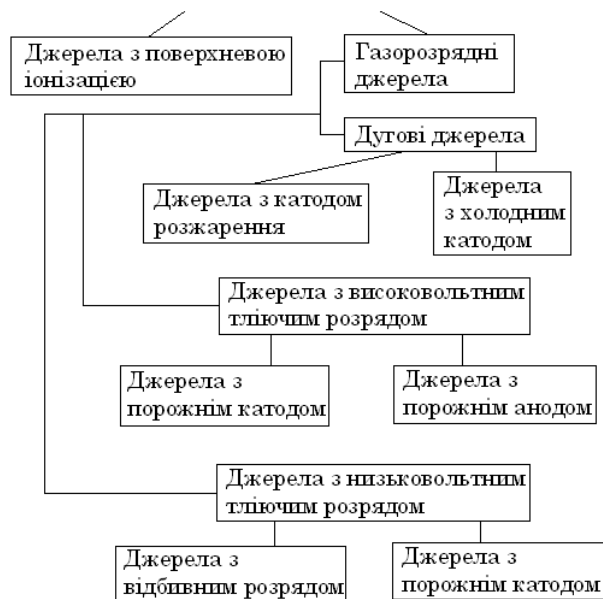 Джерела з поверхневою
іонізацією
Газорозрядні
джерела
Дугові джерела
Джерела з катодом
розжарення
Джерела
з холодним
катодом
Джерела з високовольтним
тліючим розрядом
Джерела з
порожнім катодом
Джерела з
порожнім анодом
Джерела з низьковольтним
тліючим розрядом
Джерела з
відбивним розрядом
Джерела з
порожнім катодом